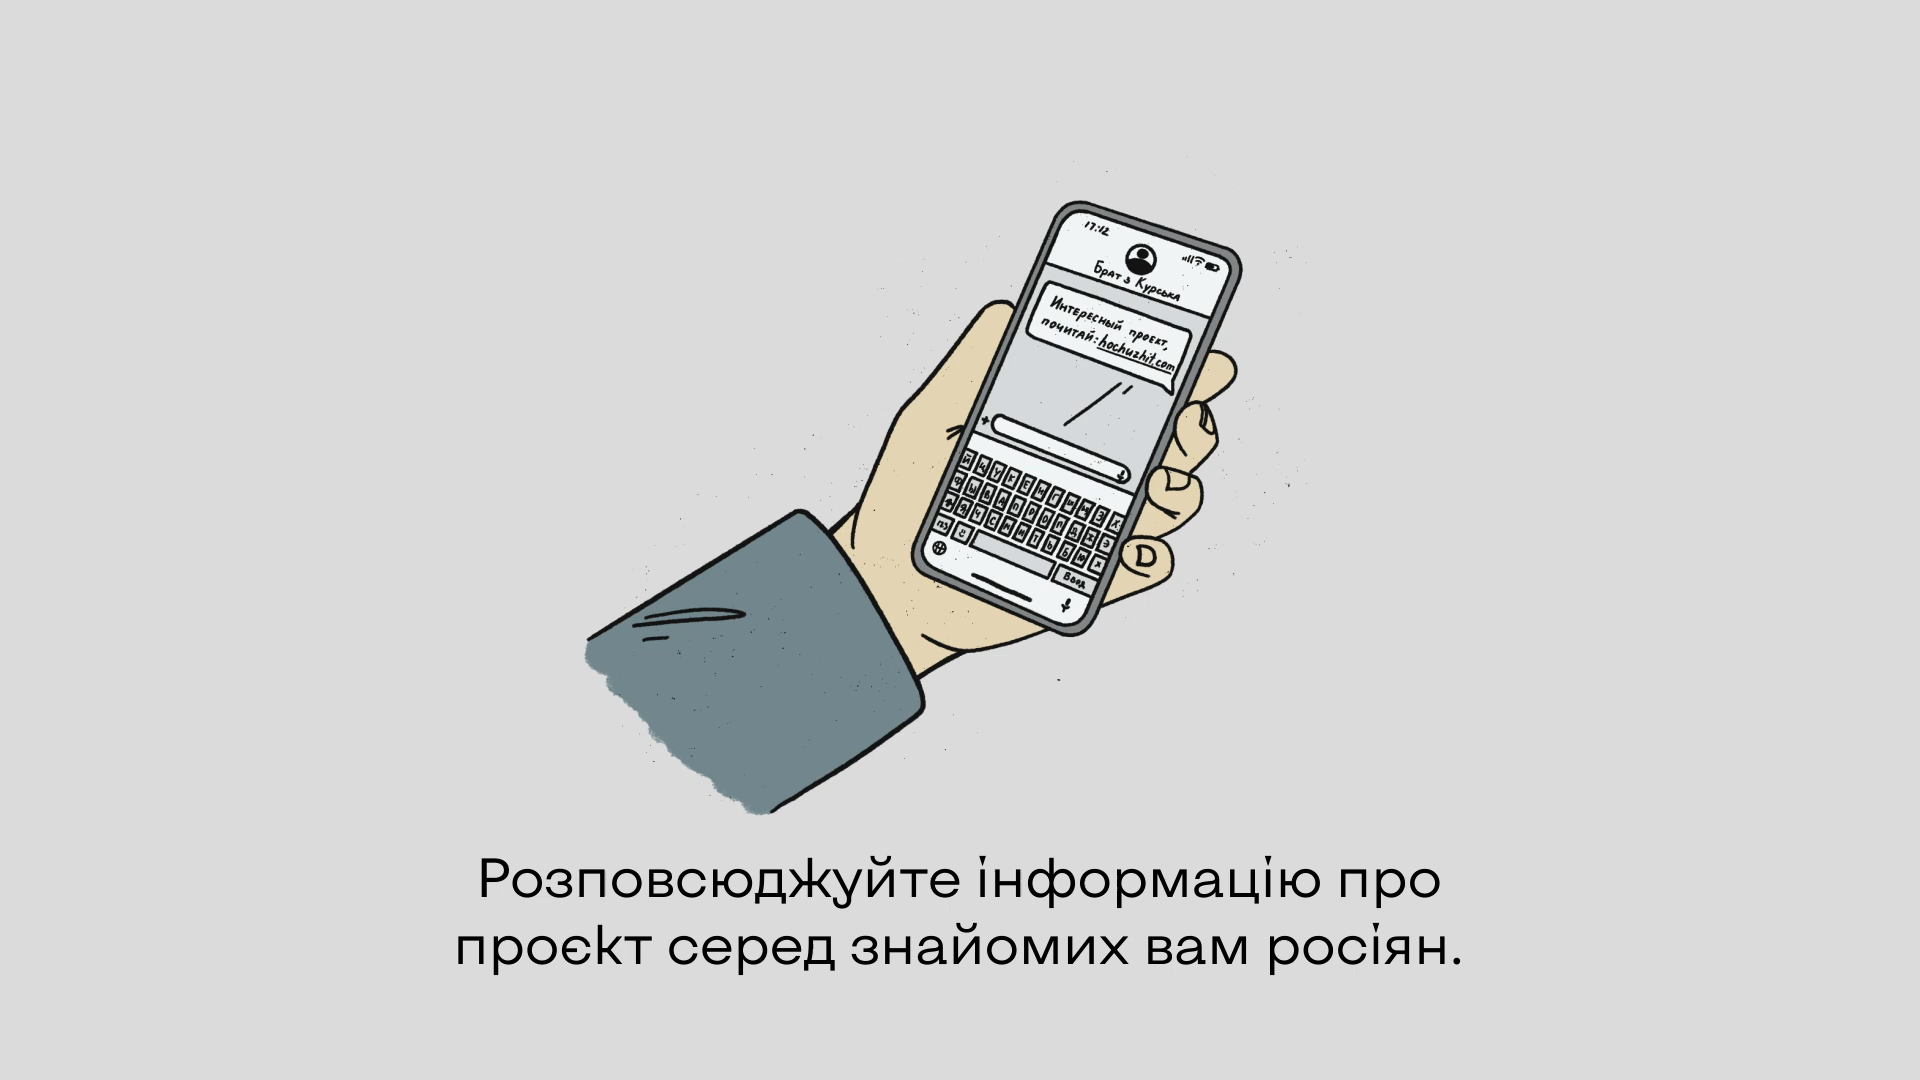 17:12
Брат з Курська
Интересный проект,
почитай: hochuzhit.com
Ввод
Розповсюджуйте інформацію про
проєкт серед знайомих вам росіян.